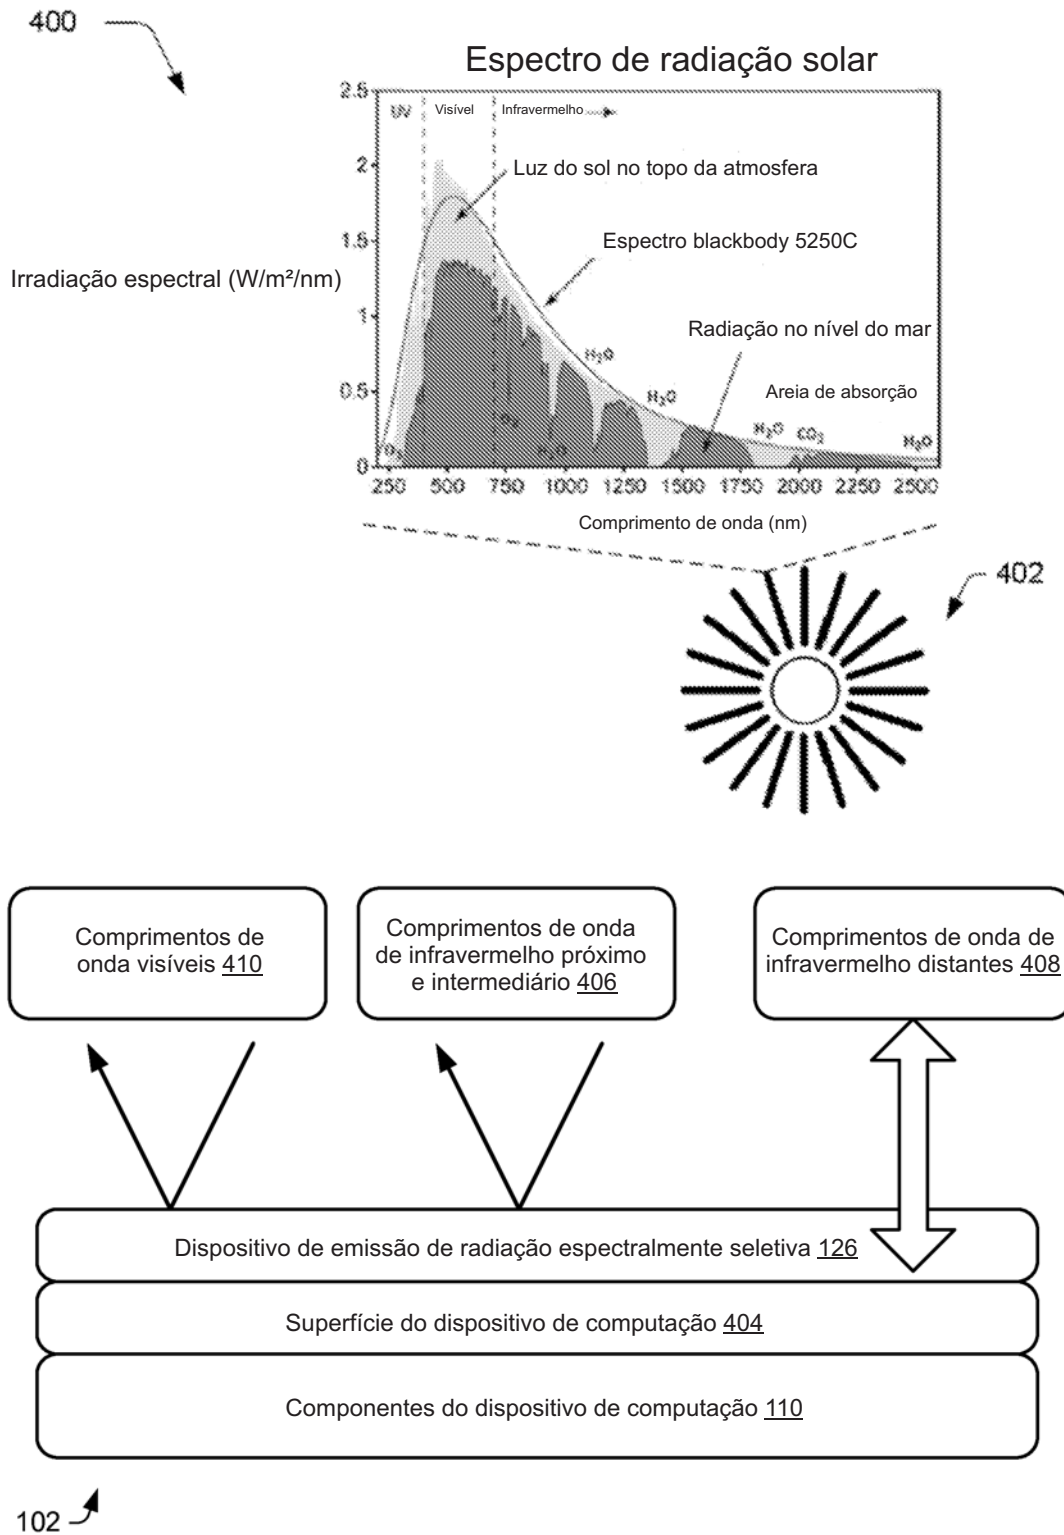 400
Espectro de radiação solar
2.5
UV
Visível
Infravermelho
2
Luz do sol no topo da atmosfera
1.5
Espectro blackbody 5250C
Irradiação espectral (W/m²/nm)
1
Radiação no nível do mar
H₂O
0.5
H₂O
Areia de absorção
O₂
H₂O
CO₂
H₂O
O₃
H₂O
0
250 500 750 1000 1250 1500 1750 2000 2250 2500
Comprimento de onda (nm)
402
Comprimentos de
onda visíveis 410
Comprimentos de onda
de infravermelho próximo
e intermediário 406
Comprimentos de onda de
infravermelho distantes 408
Dispositivo de emissão de radiação espectralmente seletiva 126
Superfície do dispositivo de computação 404
Componentes do dispositivo de computação 110
102